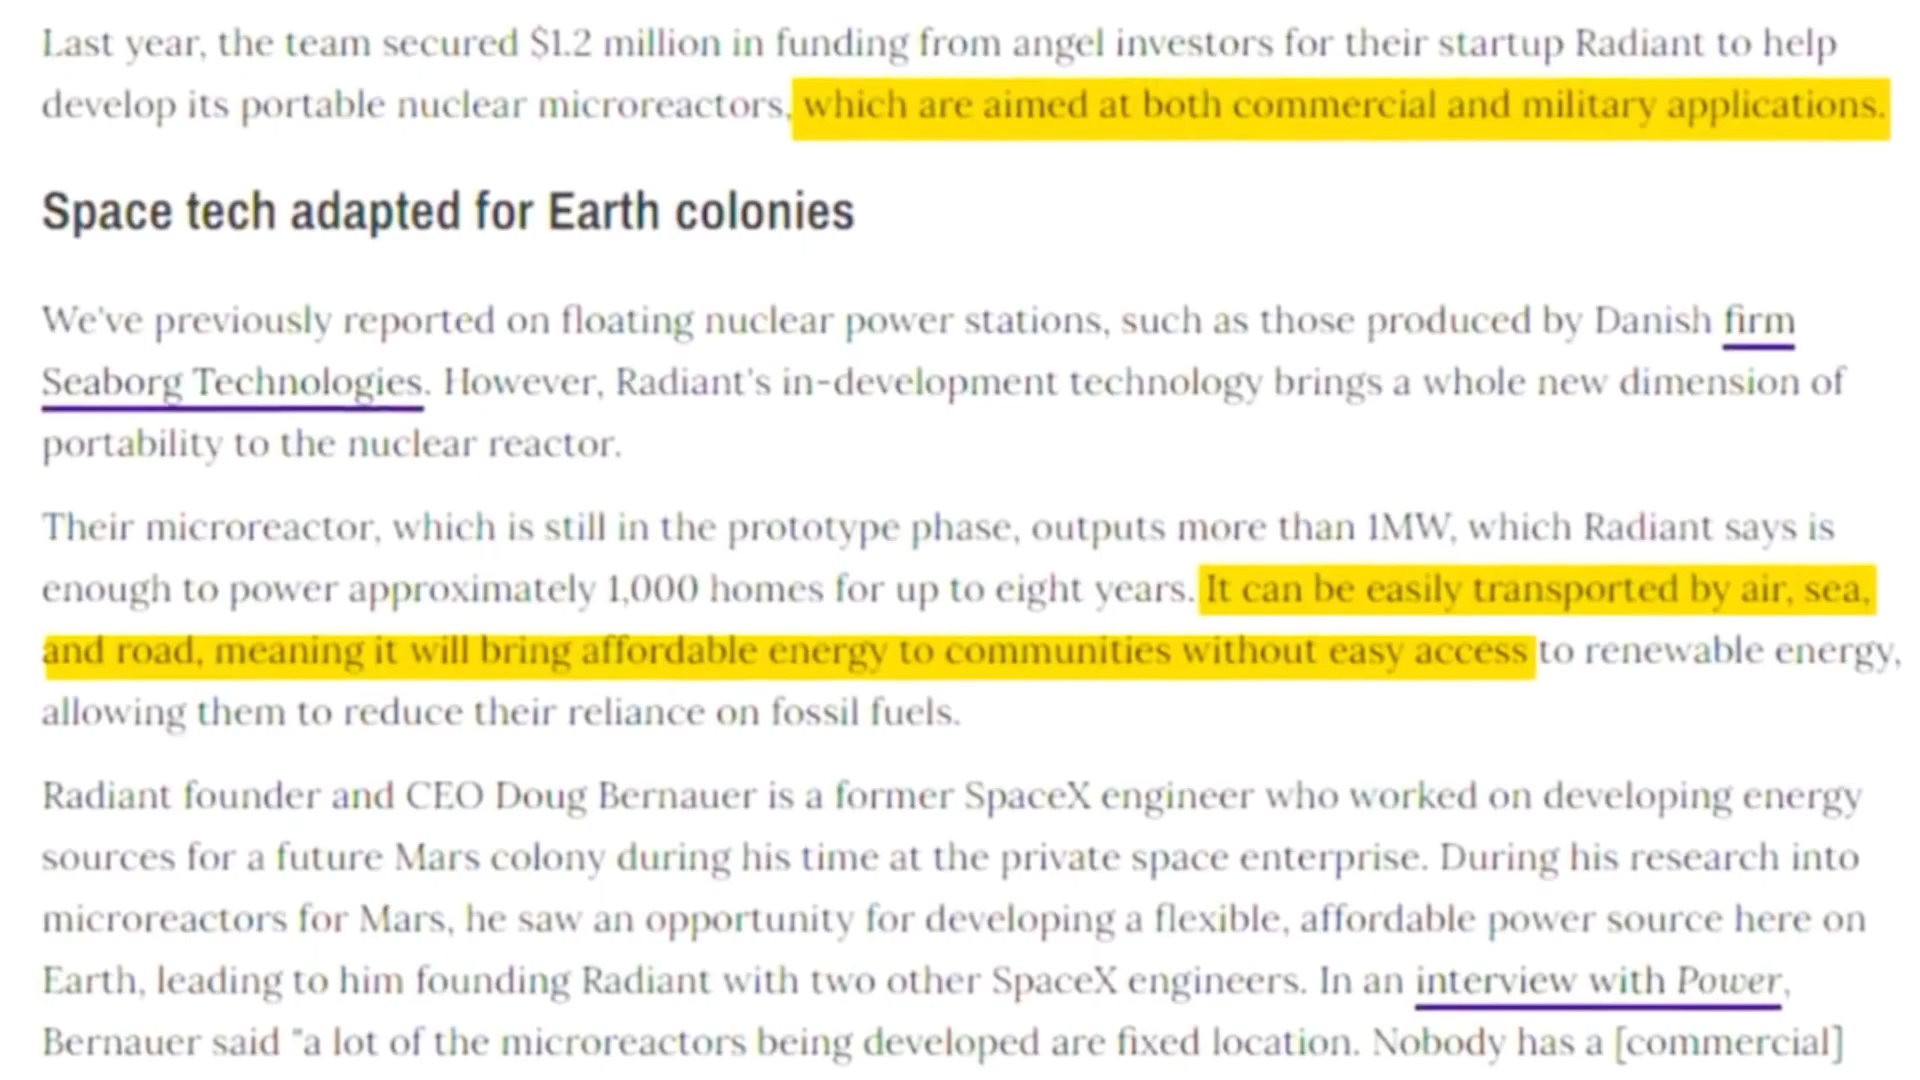 Last year, the team secured $1.2 million in funding from angel investors for their startup Radiant to help
develop its portable nuclear microreactors, which are aimed at both commercial and military applications.
Space tech adapted for Earth colonies
We've previously reported on floating nuclear power stations, such as those produced by Danish firm
Seaborg Technologies. However, Radiant's in-development technology brings a whole new dimension of
portability to the nuclear reactor.
Their microreactor, which is still in the prototype phase, outputs more than 1MW, which Radiant says is
enough to power approximately 1,000 homes for up to eight years. It can be easily transported by air, sea,
and road, meaning it will bring affordable energy to communities without easy access to renewable energy,
allowing them to reduce their reliance on fossil fuels.
Radiant founder and CEO Doug Bernauer is a former SpaceX engineer who worked on developing energy
sources for a future Mars colony during his time at the private space enterprise. During his research into
microreactors for Mars, he saw an opportunity for developing a flexible, affordable power source here on
Earth, leading to him founding Radiant with two other SpaceX engineers. In an interview with Power,
Bernauer said "a lot of the microreactors being developed are fixed location. Nobody has a [commercial]